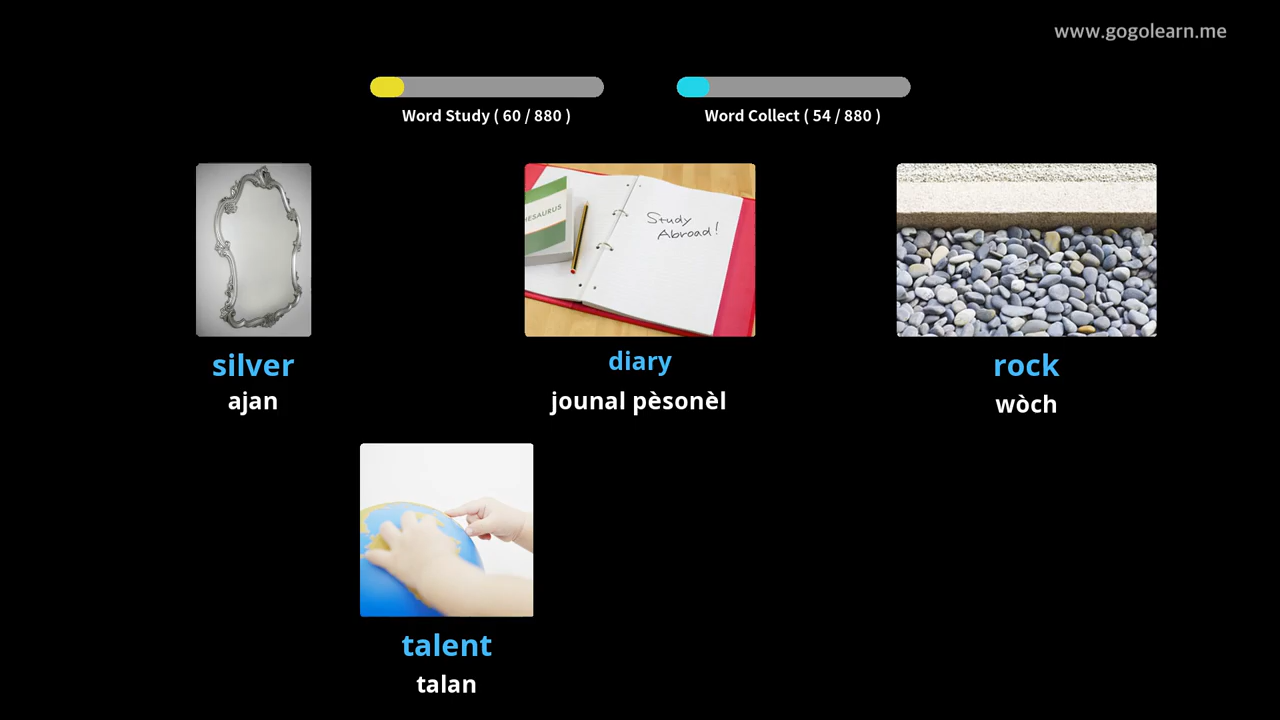 www.gogolearn.me
Word Study ( 60 / 880 )
Word Collect ( 54 / 880 )
HESAURUS
Study
Abroad!
silver
ajan
diary
jounal pèsonèl
rock
wòch
talent
talan